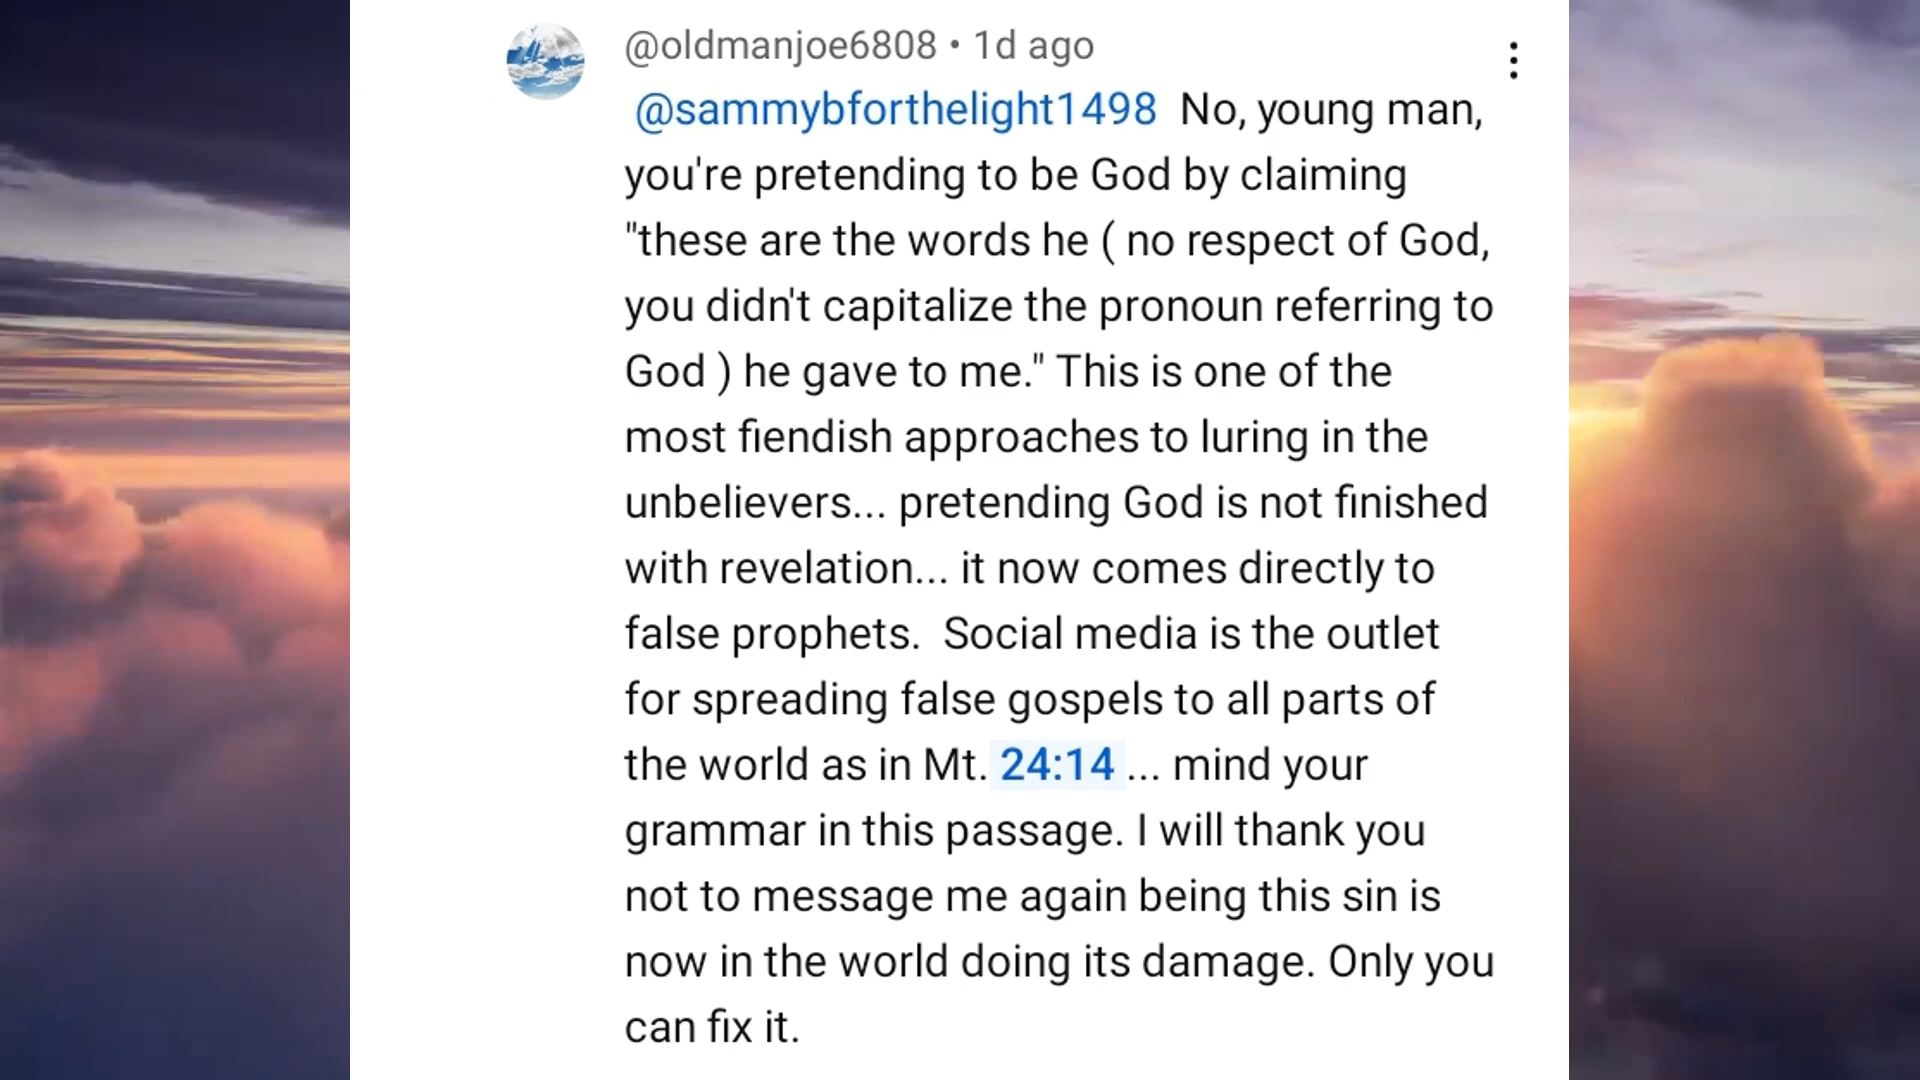 @oldmanjoe6808 • 1d ago
@sammybforthelight1498 No, young man,
you're pretending to be God by claiming
"these are the words he ( no respect of God,
you didn't capitalize the pronoun referring to
God ) he gave to me." This is one of the
most fiendish approaches to luring in the
unbelievers... pretending God is not finished
with revelation... it now comes directly to
false prophets. Social media is the outlet
for spreading false gospels to all parts of
the world as in Mt. 24:14 ... mind your
grammar in this passage. I will thank you
not to message me again being this sin is
now in the world doing its damage. Only you
can fix it.